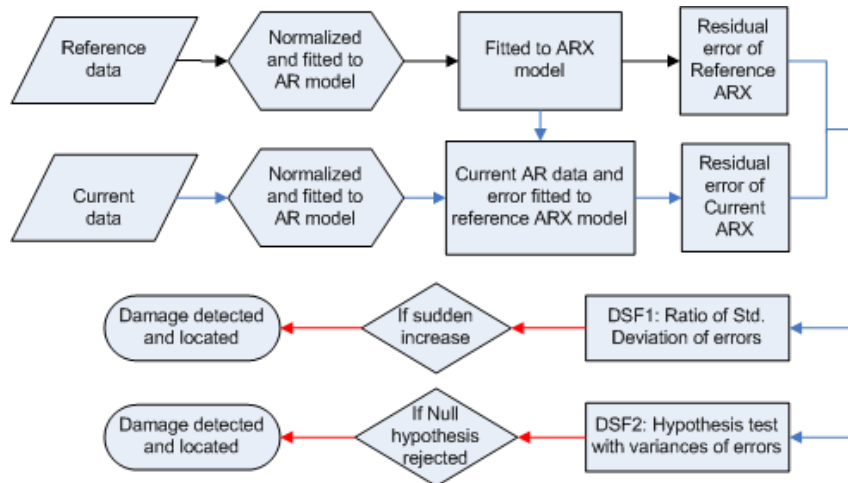 Reference
data
Normalized
and fitted to
AR model
Fitted to ARX
model
Residual
error of
Reference
ARX
Current
data
Normalized
and fitted to
AR model
Current AR data and
error fitted to
reference ARX model
Residual
error of
Current
ARX
Damage detected
and located
If sudden
increase
DSF1: Ratio of Std.
Deviation of errors
Damage detected
and located
If Null
hypothesis
rejected
DSF2: Hypothesis test
with variances of errors